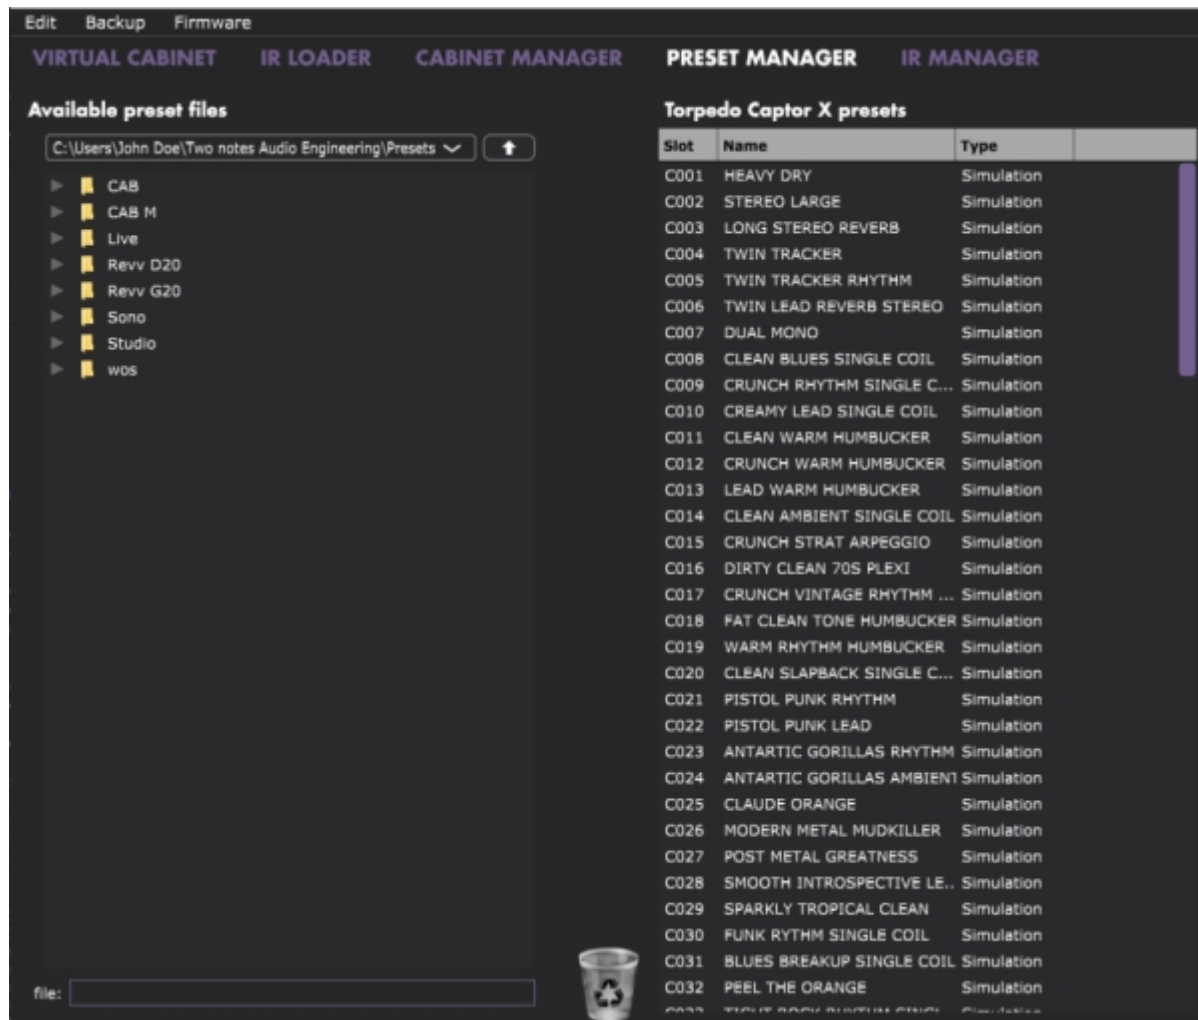 Edit Backup Firmware
VIRTUAL CABINET IR LOADER CABINET MANAGER PRESET MANAGER IR MANAGER
Available preset files
C:\Users\John Doe\Two notes Audio Engineering\Presets
CAB
CAB M
Live
Revv D20
Revv G20
Sono
Studio
wos
file:
Torpedo Captor X presets
Slot Name Type
C001 HEAVY DRY Simulation
C002 STEREO LARGE Simulation
C003 LONG STEREO REVERB Simulation
C004 TWIN TRACKER Simulation
C005 TWIN TRACKER RHYTHM Simulation
C006 TWIN LEAD REVERB STEREO Simulation
C007 DUAL MONO Simulation
C008 CLEAN BLUES SINGLE COIL Simulation
C009 CRUNCH RHYTHM SINGLE C... Simulation
C010 CREAMY LEAD SINGLE COIL Simulation
C011 CLEAN WARM HUMBUCKER Simulation
C012 CRUNCH WARM HUMBUCKER Simulation
C013 LEAD WARM HUMBUCKER Simulation
C014 CLEAN AMBIENT SINGLE COIL Simulation
C015 CRUNCH STRAT ARPEGGIO Simulation
C016 DIRTY CLEAN 70S PLEXI Simulation
C017 CRUNCH VINTAGE RHYTHM ... Simulation
C018 FAT CLEAN TONE HUMBUCKER Simulation
C019 WARM RHYTHM HUMBUCKER Simulation
C020 CLEAN SLAPBACK SINGLE C... Simulation
C021 PISTOL PUNK RHYTHM Simulation
C022 PISTOL PUNK LEAD Simulation
C023 ANTARTIC GORILLAS RHYTHM Simulation
C024 ANTARTIC GORILLAS AMBIENT Simulation
C025 CLAUDE ORANGE Simulation
C026 MODERN METAL MUDKILLER Simulation
C027 POST METAL GREATNESS Simulation
C028 SMOOTH INTROSPECTIVE LE.. Simulation
C029 SPARKLY TROPICAL CLEAN Simulation
C030 FUNK RYTHM SINGLE COIL Simulation
C031 BLUES BREAKUP SINGLE COIL Simulation
C032 PEEL THE ORANGE Simulation